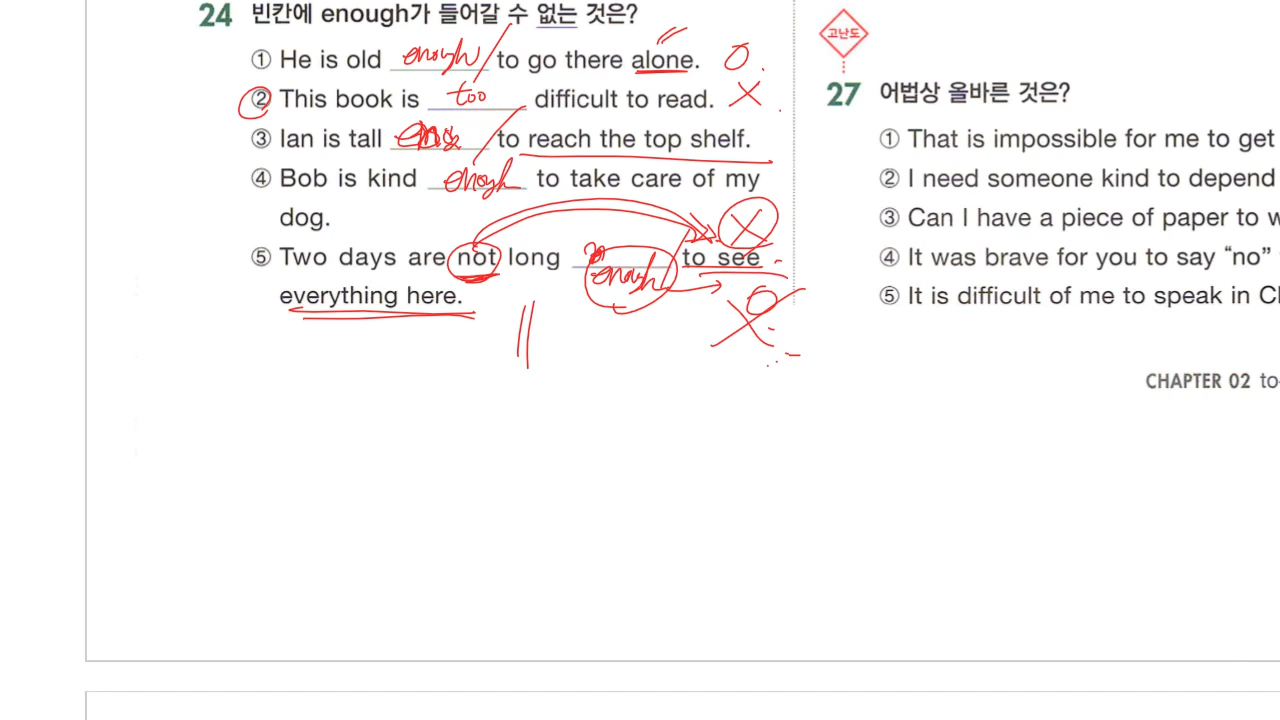 24 빈칸에 enough가 들어갈 수 없는 것은?
① He is old enough to go there alone.
② This book is too difficult to read.
③ Ian is tall to reach the top shelf.
④ Bob is kind enough to take care of my
dog.
⑤ Two days are not long enough to see
everything here.
고난도
27 어법상 올바른 것은?
① That is impossible for me to get
② I need someone kind to depend
③ Can I have a piece of paper to
④ It was brave for you to say “no”
⑤ It is difficult of me to speak in
CHAPTER 02 to